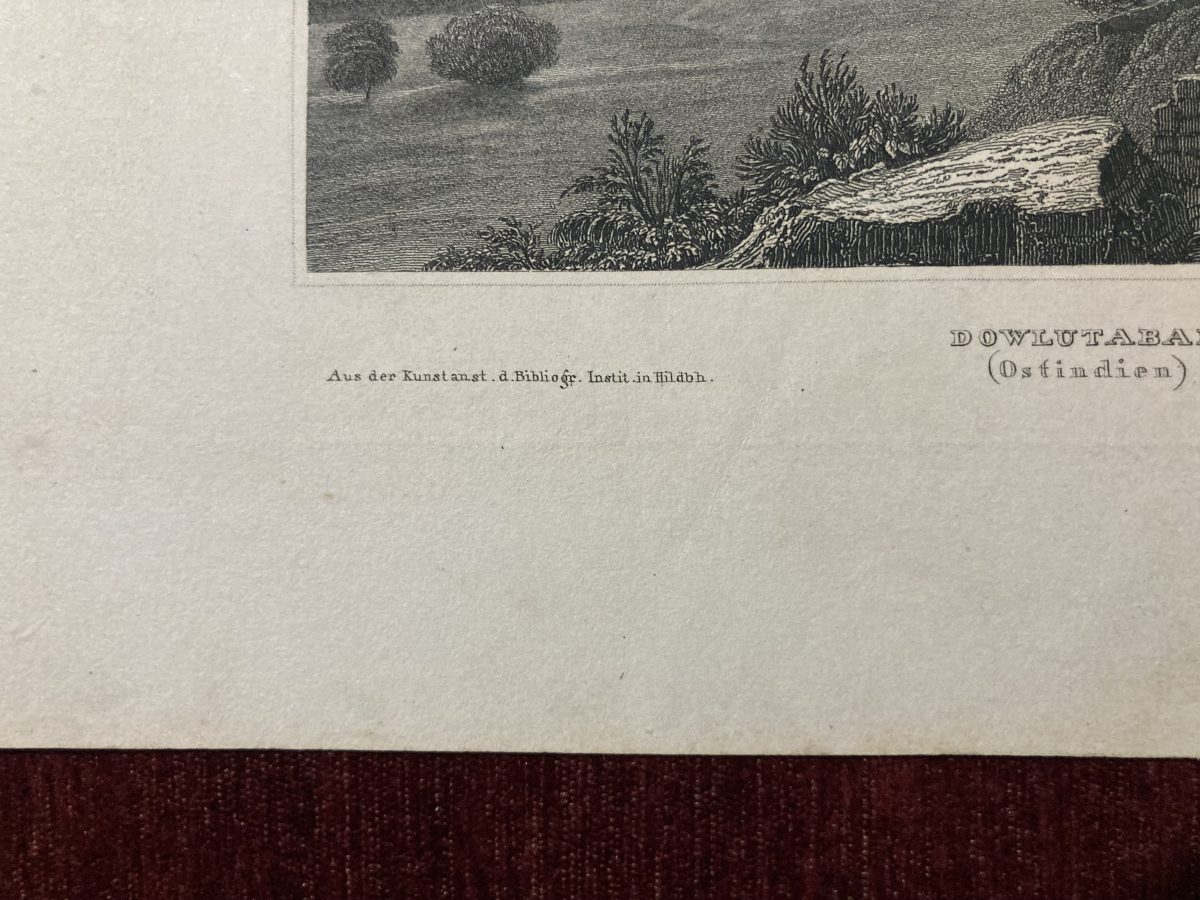 DOWLUTABA
(Ostindien)
Aus der Kunstanst. d. Bibliogr. Instit. in Hildbh.